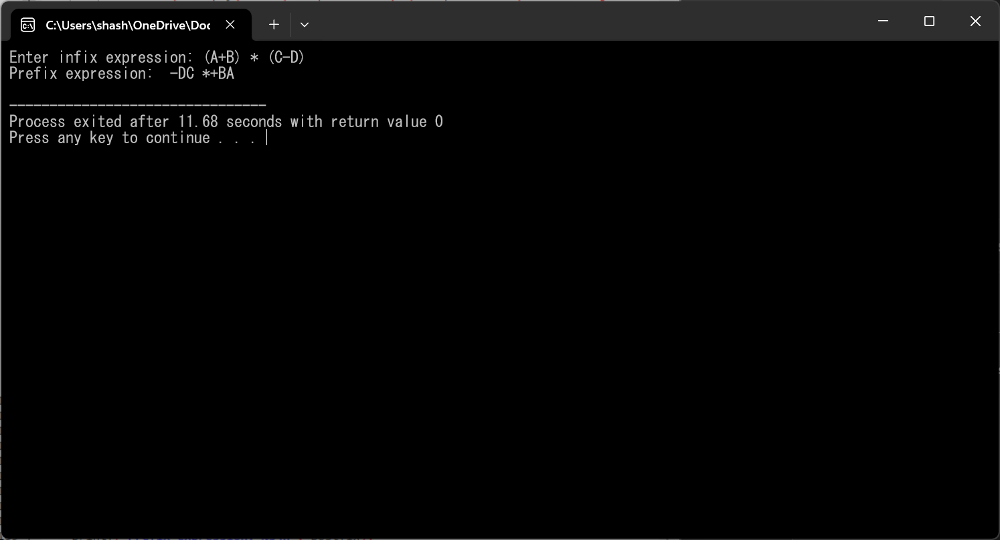 C:\Users\shash\OneDrive\Doc
Enter infix expression: (A+B) * (C-D)
Prefix expression:  -DC *+BA
--------------------------------
Process exited after 11.68 seconds with return value 0
Press any key to continue . . .